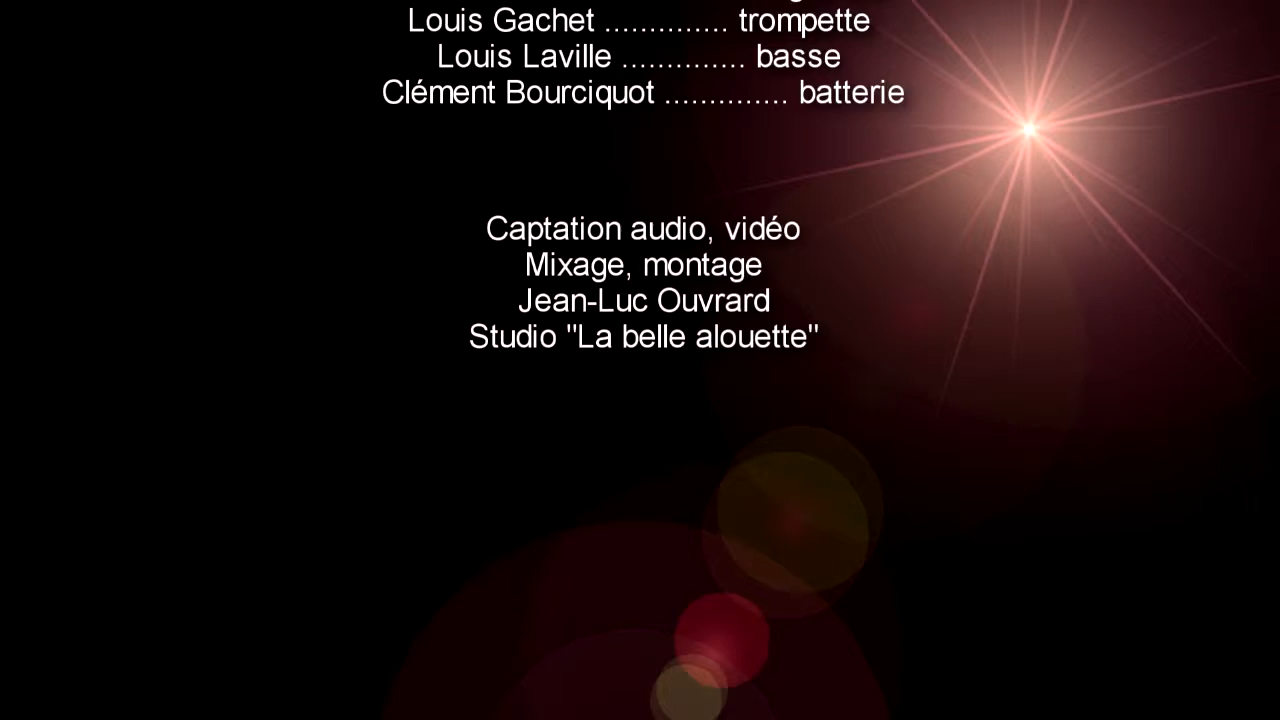 Louis Gachet .............. trompette
Louis Laville .............. basse
Clément Bourciquot .............. batterie
Captation audio, vidéo
Mixage, montage
Jean-Luc Ouvrard
Studio "La belle alouette"